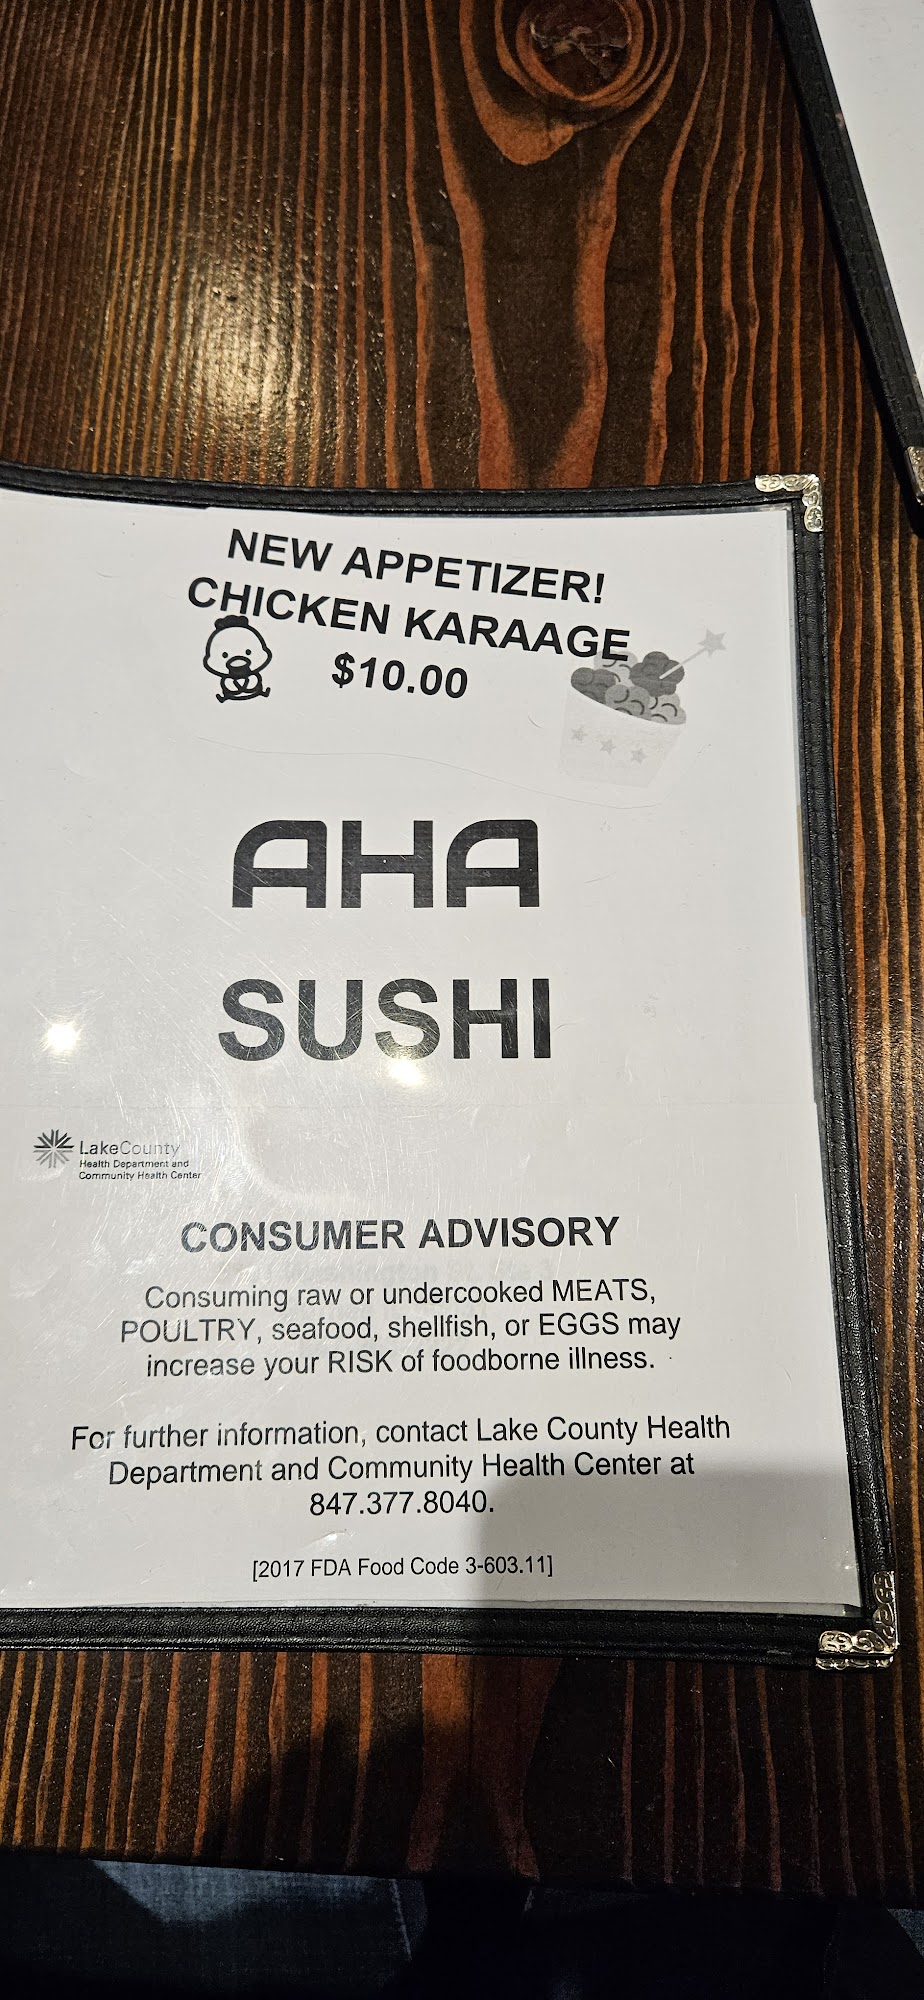 NEW APPETIZER!
CHICKEN KARAAGE
$10.00
AHA
SUSHI
LakeCounty
Health Department and
Community Health Center
CONSUMER ADVISORY
Consuming raw or undercooked MEATS,
POULTRY, seafood, shellfish, or EGGS may
increase your RISK of foodborne illness.
For further information, contact Lake County Health
Department and Community Health Center at
847.377.8040.
[2017 FDA Food Code 3-603.11]